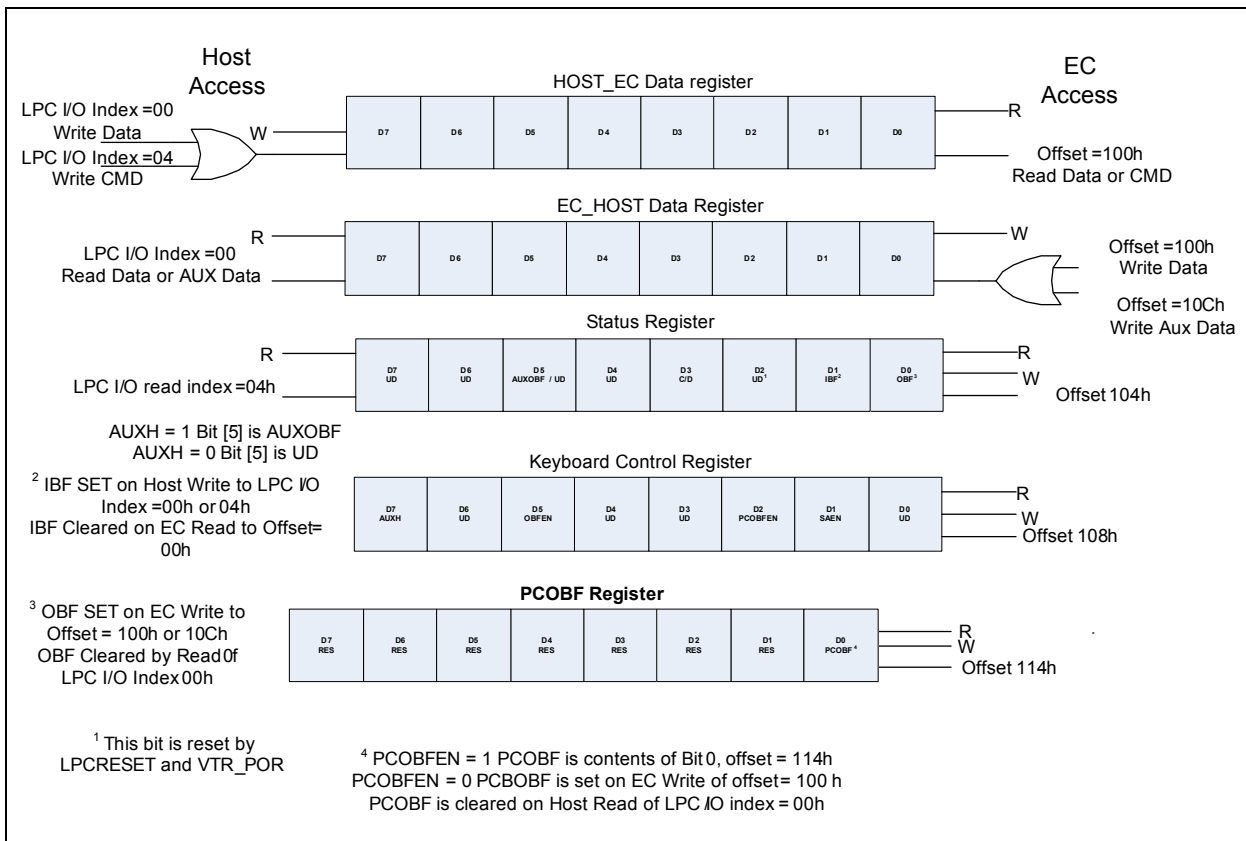 Host
Access
EC
Access
HOST_EC Data register
LPC I/O Index =00
Write Data
LPC I/O Index =04
Write CMD
W
D7 D6 D5 D4 D3 D2 D1 D0
R
Offset =100h
Read Data or CMD
EC_HOST Data Register
R
LPC I/O Index =00
Read Data or AUX Data
D7 D6 D5 D4 D3 D2 D1 D0
W
Offset =100h
Write Data
Offset =10Ch
Write Aux Data
Status Register
R
LPC I/O read index =04h
D7 D6 D5 D4 D3 D2 D1 D0
UD UD AUXOBF / UD UD C/D UD1 IBF2 OBF3
R
W
Offset 104h
AUXH = 1 Bit [5] is AUXOBF
AUXH = 0 Bit [5] is UD
Keyboard Control Register
2 IBF SET on Host Write to LPC I/O
Index =00h or 04h
IBF Cleared on EC Read to Offset=
00h
D7 D6 D5 D4 D3 D2 D1 D0
AUXH UD OBFEN UD UD PCOBFEN SAEN UD
R
W
Offset 108h
PCOBF Register
3 OBF SET on EC Write to
Offset = 100h or 10Ch
OBF Cleared by Read0f
LPC I/O Index 00h
D7 D6 D5 D4 D3 D2 D1 D0
RES RES RES RES RES RES RES PCOBF4
R
W
Offset 114h
.
1 This bit is reset by
LPCRESET and VTR_POR
4 PCOBFEN = 1 PCOBF is contents of Bit 0, offset = 114h
PCOBFEN = 0 PCBOBF is set on EC Write of offset = 100 h
PCOBF is cleared on Host Read of LPC I/O index = 00h